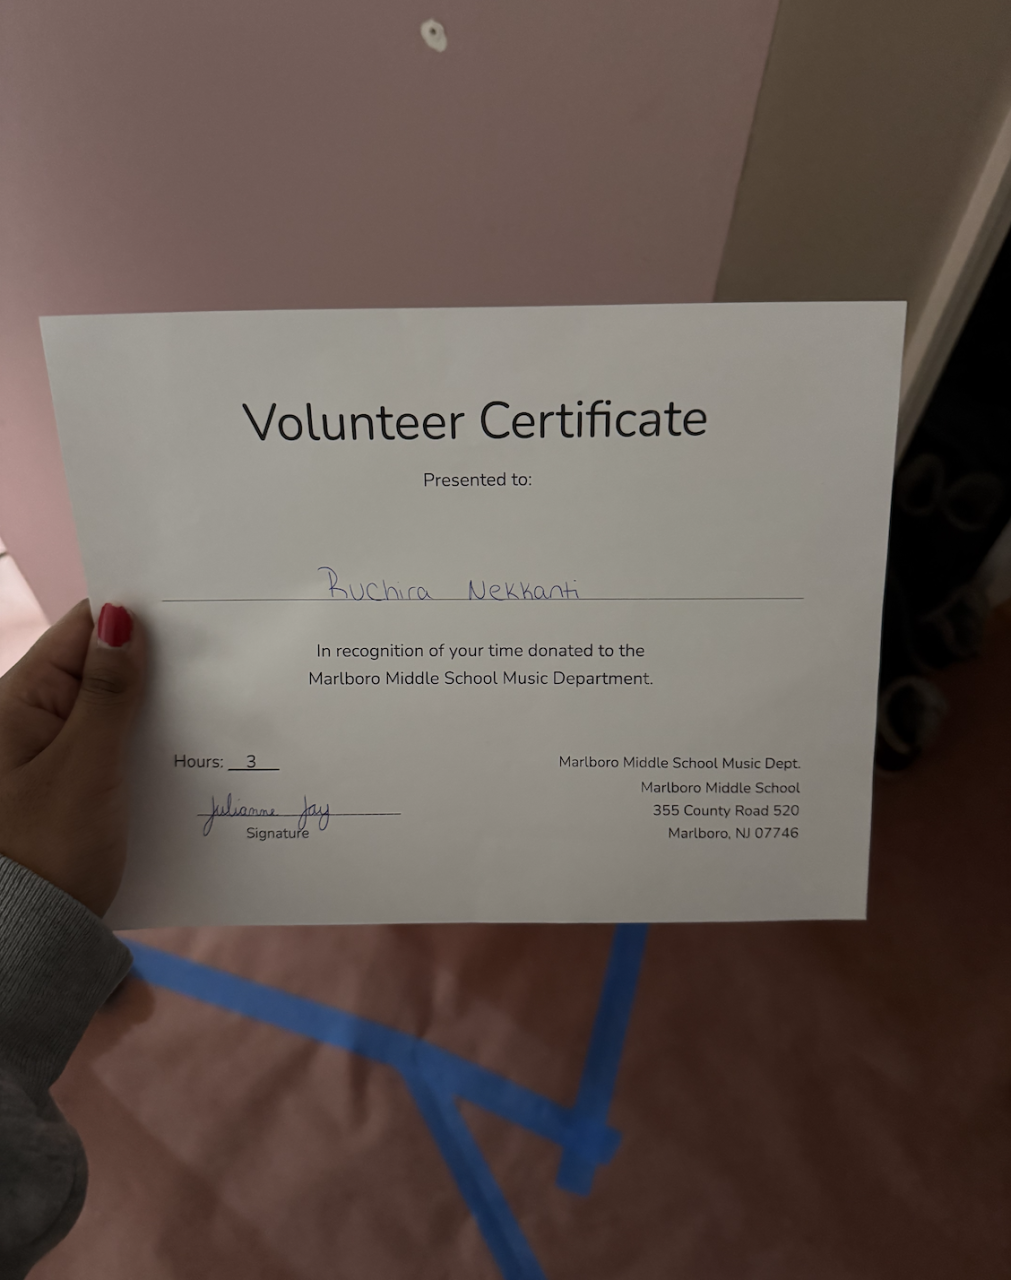 Volunteer Certificate
Presented to:
Ruchira Nekkanti
In recognition of your time donated to the
Marlboro Middle School Music Department.
Hours: 3
Julianne Jay
Signature
Marlboro Middle School Music Dept.
Marlboro Middle School
355 County Road 520
Marlboro, NJ 07746